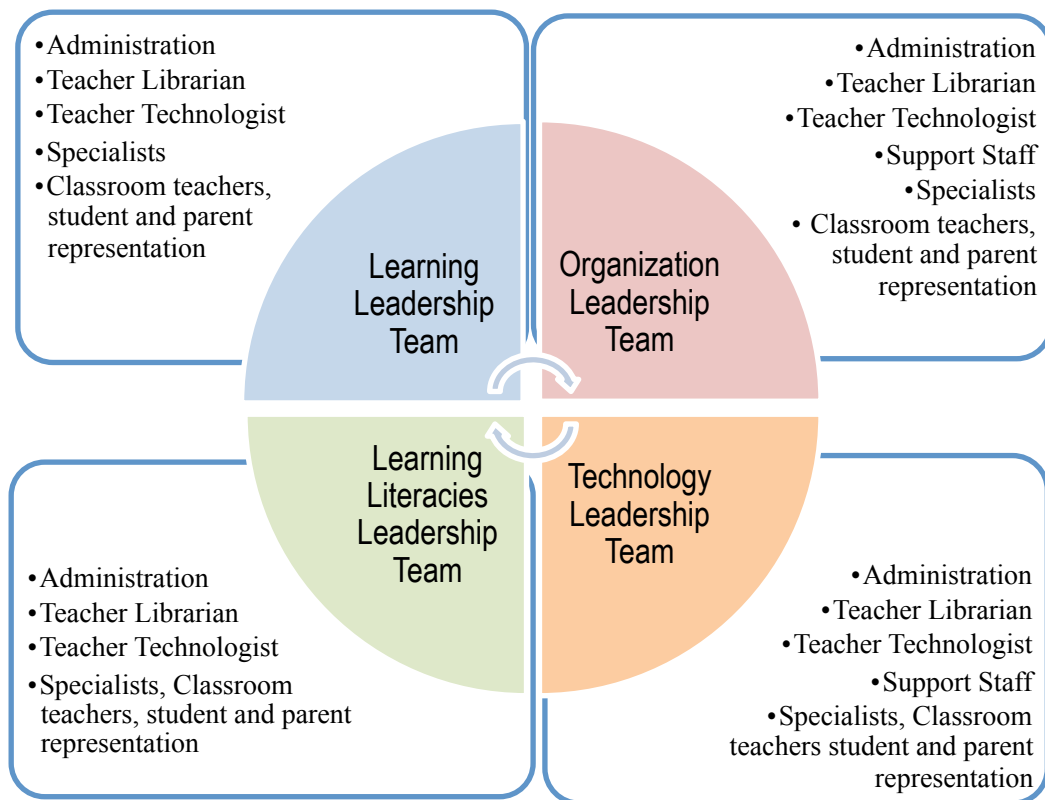 •Administration
•Teacher Librarian
•Teacher Technologist
•Specialists
•Classroom teachers,
student and parent
representation
•Administration
•Teacher Librarian
•Teacher Technologist
•Support Staff
•Specialists
• Classroom teachers,
student and parent
representation
Learning
Leadership
Team
Organization
Leadership
Team
Learning
Literacies
Leadership
Team
Technology
Leadership
Team
•Administration
•Teacher Librarian
•Teacher Technologist
•Specialists, Classroom
teachers, student and parent
representation
•Administration
•Teacher Librarian
•Teacher Technologist
•Support Staff
•Specialists, Classroom
teachers student and parent
representation